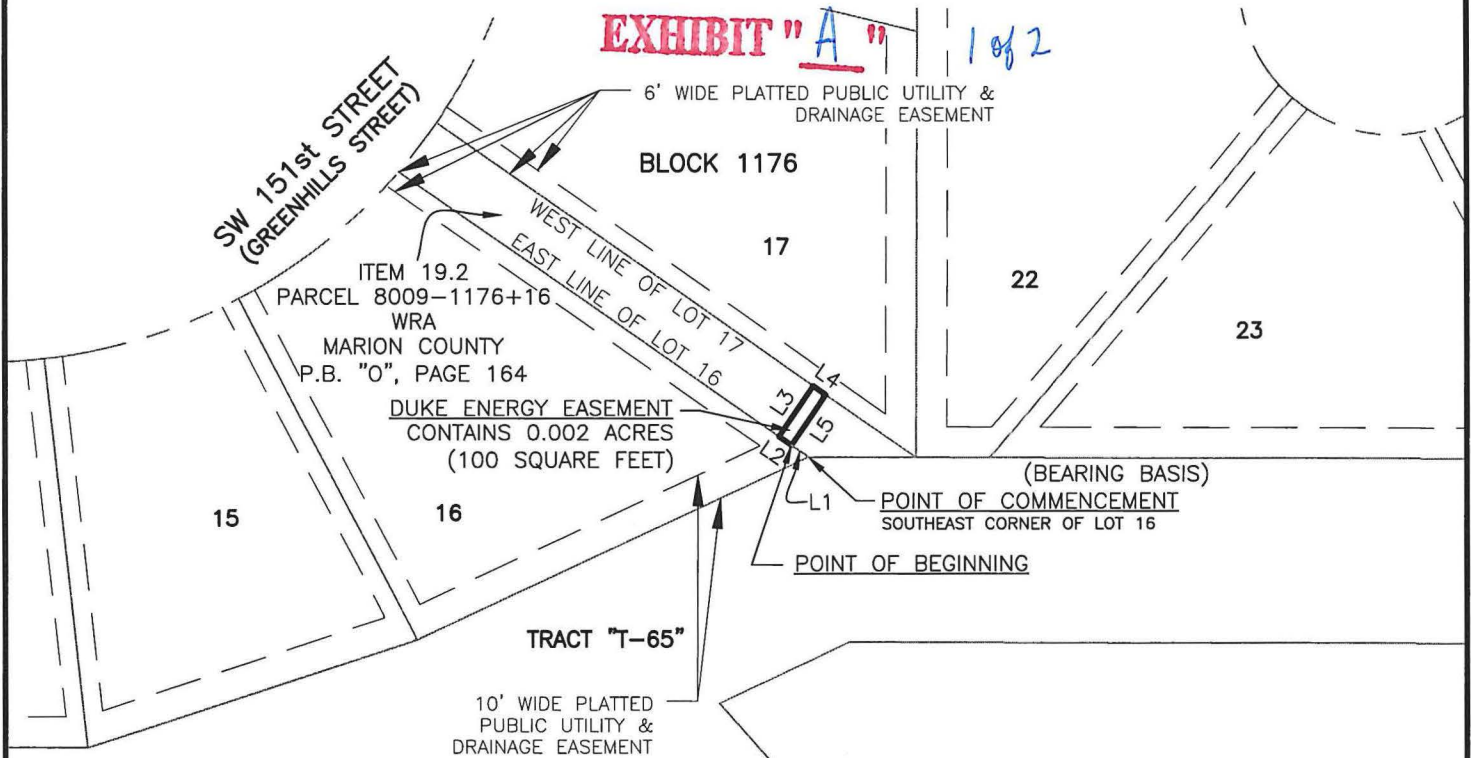 EXHIBIT "A" 1 of 2
6' WIDE PLATTED PUBLIC UTILITY &
DRAINAGE EASEMENT
SW 151st STREET
(GREENHILLS STREET)
BLOCK 1176
17
WEST LINE OF LOT 17
EAST LINE OF LOT 16
22
23
ITEM 19.2
PARCEL 8009-1176+16
WRA
MARION COUNTY
P.B. "O", PAGE 164
DUKE ENERGY EASEMENT
CONTAINS 0.002 ACRES
(100 SQUARE FEET)
L3
L4
L5
L2
L1
(BEARING BASIS)
POINT OF COMMENCEMENT
SOUTHEAST CORNER OF LOT 16
POINT OF BEGINNING
15
16
TRACT "T-65"
10' WIDE PLATTED
PUBLIC UTILITY &
DRAINAGE EASEMENT